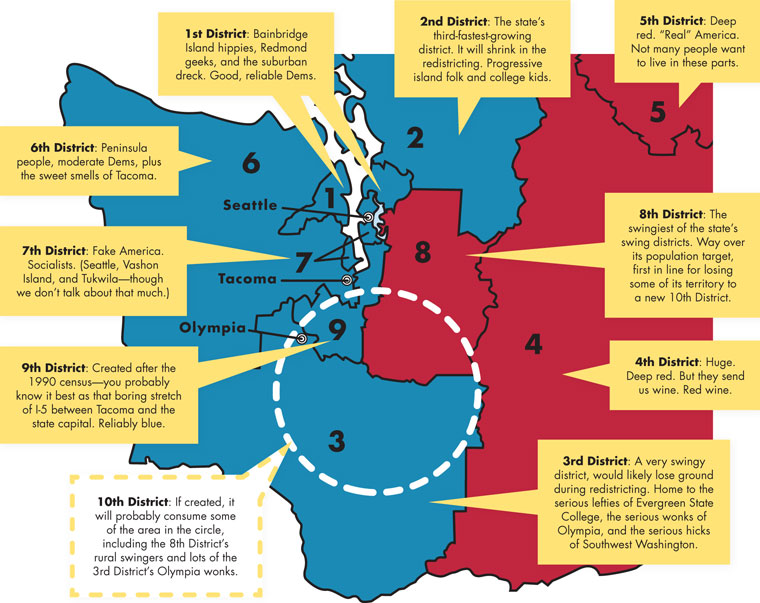 1st District: Bainbridge
Island hippies, Redmond
geeks, and the suburban
dreck. Good, reliable Dems.
2nd District: The state's
third-fastest-growing
district. It will shrink in the
redistricting. Progressive
island folk and college kids.
5th District: Deep
red. "Real" America.
Not many people want
to live in these parts.
6th District: Peninsula
people, moderate Dems, plus
the sweet smells of Tacoma.
7th District: Fake America.
Socialists. (Seattle, Vashon
Island, and Tukwila—though
we don't talk about that much.)
8th District: The
swingiest of the state's
swing districts. Way over
its population target,
first in line for losing
some of its territory to
a new 10th District.
9th District: Created after the
1990 census—you probably
know it best as that boring stretch
of I-5 between Tacoma and the
state capital. Reliably blue.
4th District: Huge.
Deep red. But they send
us wine. Red wine.
10th District: If created, it
will probably consume some
of the area in the circle,
including the 8th District's
rural swingers and lots of the
3rd District's Olympia wonks.
3rd District: A very swingy
district, would likely lose ground
during redistricting. Home to the
serious lefties of Evergreen State
College, the serious wonks of
Olympia, and the serious hicks
of Southwest Washington.
5
2
6
1
Seattle
7
8
Tacoma
Olympia
9
4
3